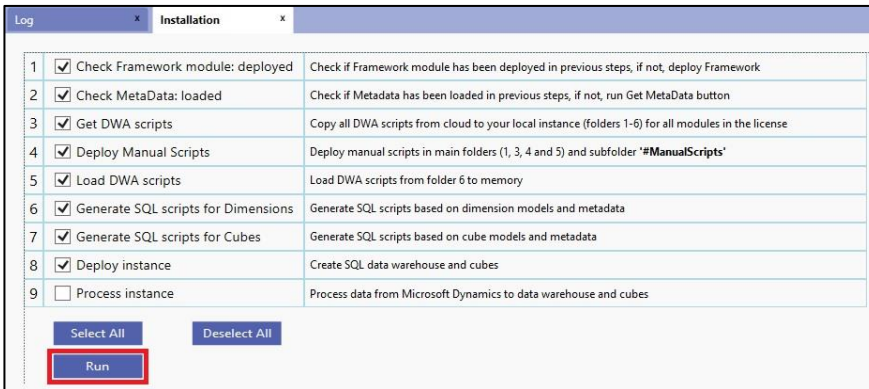 Log x Installation x
1 Check Framework module: deployed Check if Framework module has been deployed in previous steps, if not, deploy Framework
2 Check MetaData: loaded Check if Metadata has been loaded in previous steps, if not, run Get MetaData button
3 Get DWA scripts Copy all DWA scripts from cloud to your local instance (folders 1-6) for all modules in the license
4 Deploy Manual Scripts Deploy manual scripts in main folders (1, 3, 4 and 5) and subfolder '#ManualScripts'
5 Load DWA scripts Load DWA scripts from folder 6 to memory
6 Generate SQL scripts for Dimensions Generate SQL scripts based on dimension models and metadata
7 Generate SQL scripts for Cubes Generate SQL scripts based on cube models and metadata
8 Deploy instance Create SQL data warehouse and cubes
9 Process instance Process data from Microsoft Dynamics to data warehouse and cubes
Select All Deselect All
Run